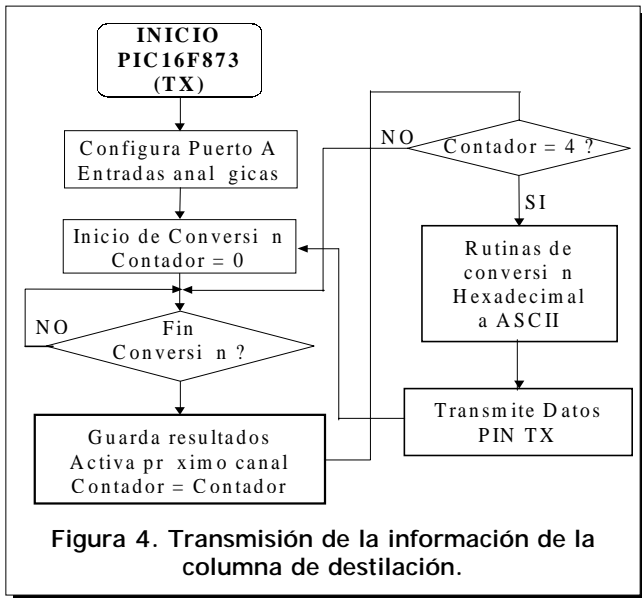 INICIO
PIC16F873
(TX)
Configura Puerto A
Entradas anal gicas
Inicio de Conversi n
Contador = 0
NO
Fin
Conversi n ?
Guarda resultados
Activa pr ximo canal
Contador = Contador
NO
Contador = 4 ?
SI
Rutinas de
conversi n
Hexadecimal
a ASCII
Transmite Datos
PIN TX
Figura 4. Transmisión de la información de la
columna de destilación.